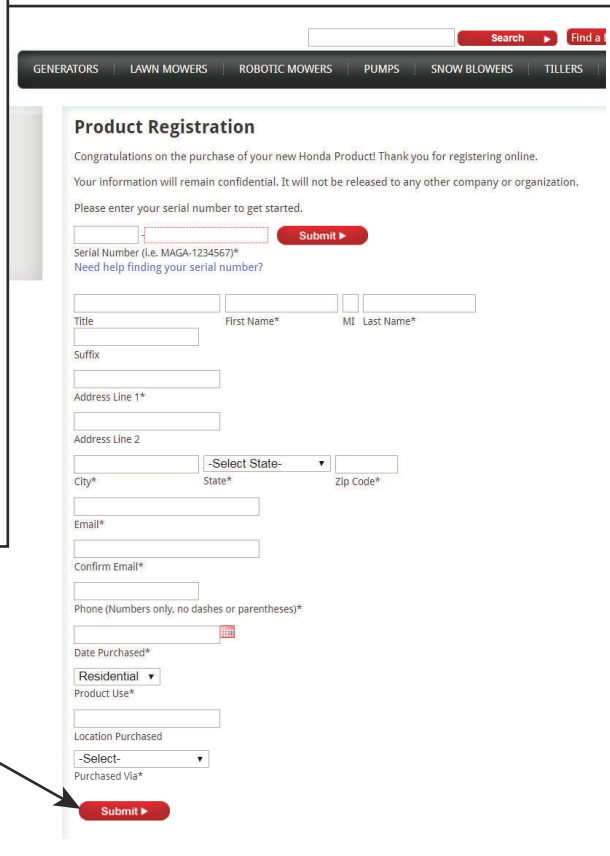 Search
Find a
GENERATORS LAWN MOWERS ROBOTIC MOWERS PUMPS SNOW BLOWERS TILLERS
Product Registration
Congratulations on the purchase of your new Honda Product! Thank you for registering online.
Your information will remain confidential. It will not be released to any other company or organization.
Please enter your serial number to get started.
- Submit
Serial Number (i.e. MAGA-1234567)*
Need help finding your serial number?
Title First Name* MI Last Name*
Suffix
Address Line 1*
Address Line 2
-Select State-
City* State* Zip Code*
Email*
Confirm Email*
Phone (Numbers only, no dashes or parentheses)*
Date Purchased*
Residential
Product Use*
Location Purchased
-Select-
Purchased Via*
Submit